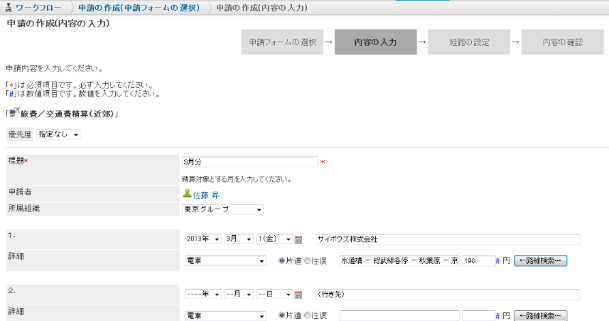 ワークフロー 〉 申請の作成(申請フォームの選択) 〉 申請の作成(内容の入力)
申請の作成(内容の入力)
申請フォームの選択 → 内容の入力 → 経路の設定 → 内容の確認
申請内容を入力してください。
「*」は必須項目です。必ず入力してください。
「#」は数値項目です。数値を入力してください。
「旅費／交通費精算(近郊)」
優先度 指定なし
標題* 3月分 *
精算対象とする月を入力してください。
申請者 佐藤 昇
所属組織 東京グループ
1. 2013年 3月 1(金) サイボウズ株式会社
詳細 電車 片道 往復 水道橋 － 総武線各停 － 秋葉原 － 京 190 # 円 ←路線検索…
2. ----年 --月 --日 (行き先)
詳細 電車 片道 往復 # 円 ←路線検索…